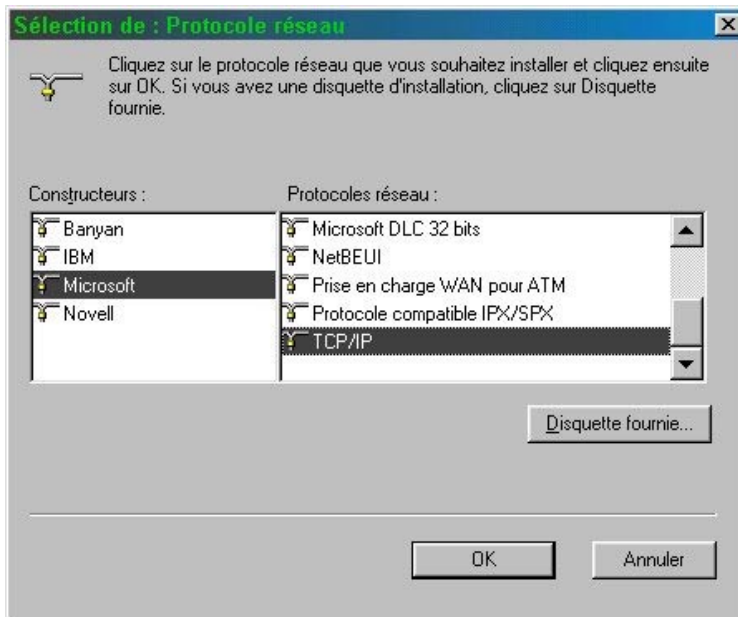 Sélection de : Protocole réseau
Cliquez sur le protocole réseau que vous souhaitez installer et cliquez ensuite
sur OK. Si vous avez une disquette d'installation, cliquez sur Disquette
fournie.
Constructeurs :
Banyan
IBM
Microsoft
Novell
Protocoles réseau :
Microsoft DLC 32 bits
NetBEUI
Prise en charge WAN pour ATM
Protocole compatible IPX/SPX
TCP/IP
Disquette fournie...
OK
Annuler